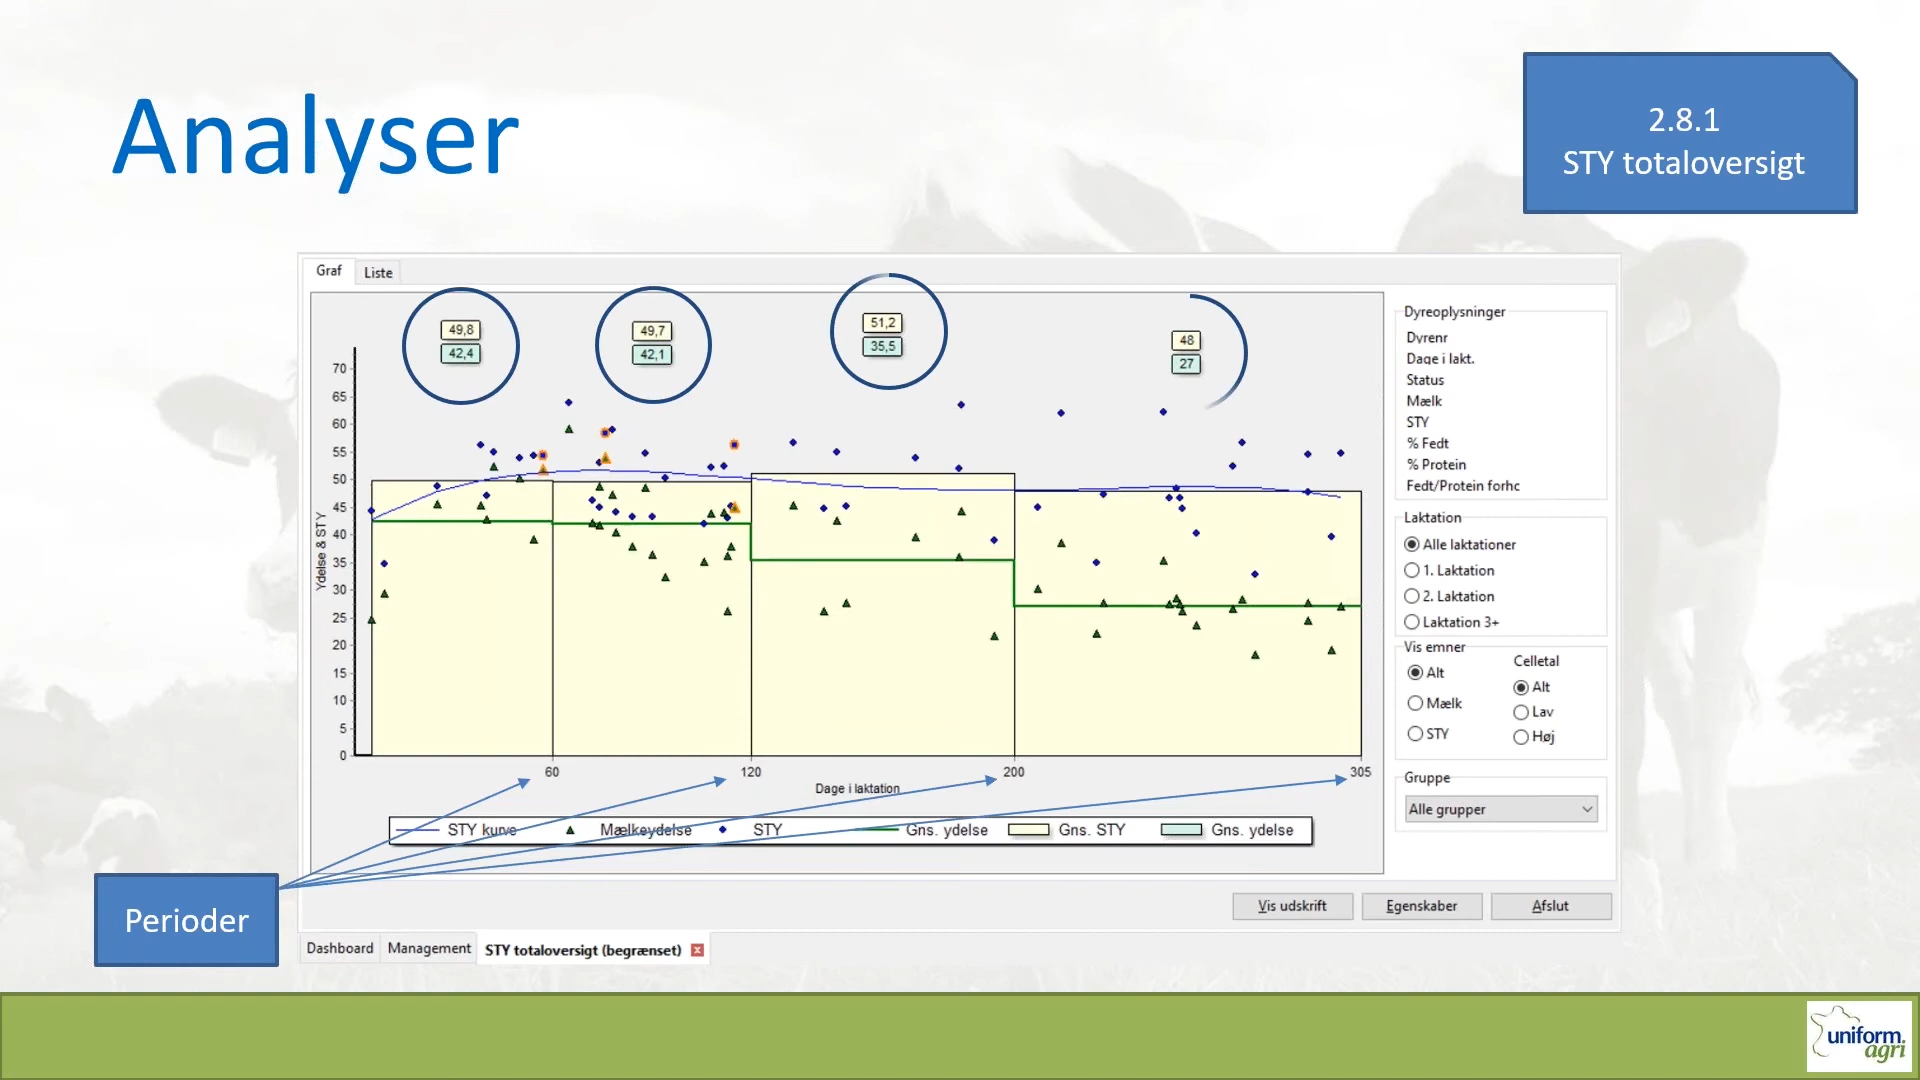 Analyser
2.8.1
STY totaloversigt
Graf
Liste
49,8
42,4
49,7
42,1
51,2
35,5
48
27
70
65
60
55
50
45
40
35
30
25
20
15
10
5
0
Ydelse & STY
60
120
200
305
Dage i laktation
STY kurve
Mælkeydelse
STY
Gns. ydelse
Gns. STY
Gns. ydelse
Dyreoplysninger
Dyrenr
Dage i lakt.
Status
Mælk
STY
% Fedt
% Protein
Fedt/Protein forhc
Laktation
Alle laktationer
1. Laktation
2. Laktation
Laktation 3+
Vis emner
Alt
Mælk
STY
Celletal
Alt
Lav
Høj
Gruppe
Alle grupper
Vis udskrift
Egenskaber
Afslut
Perioder
Dashboard
Management
STY totaloversigt (begrænset)
uniform.
agri